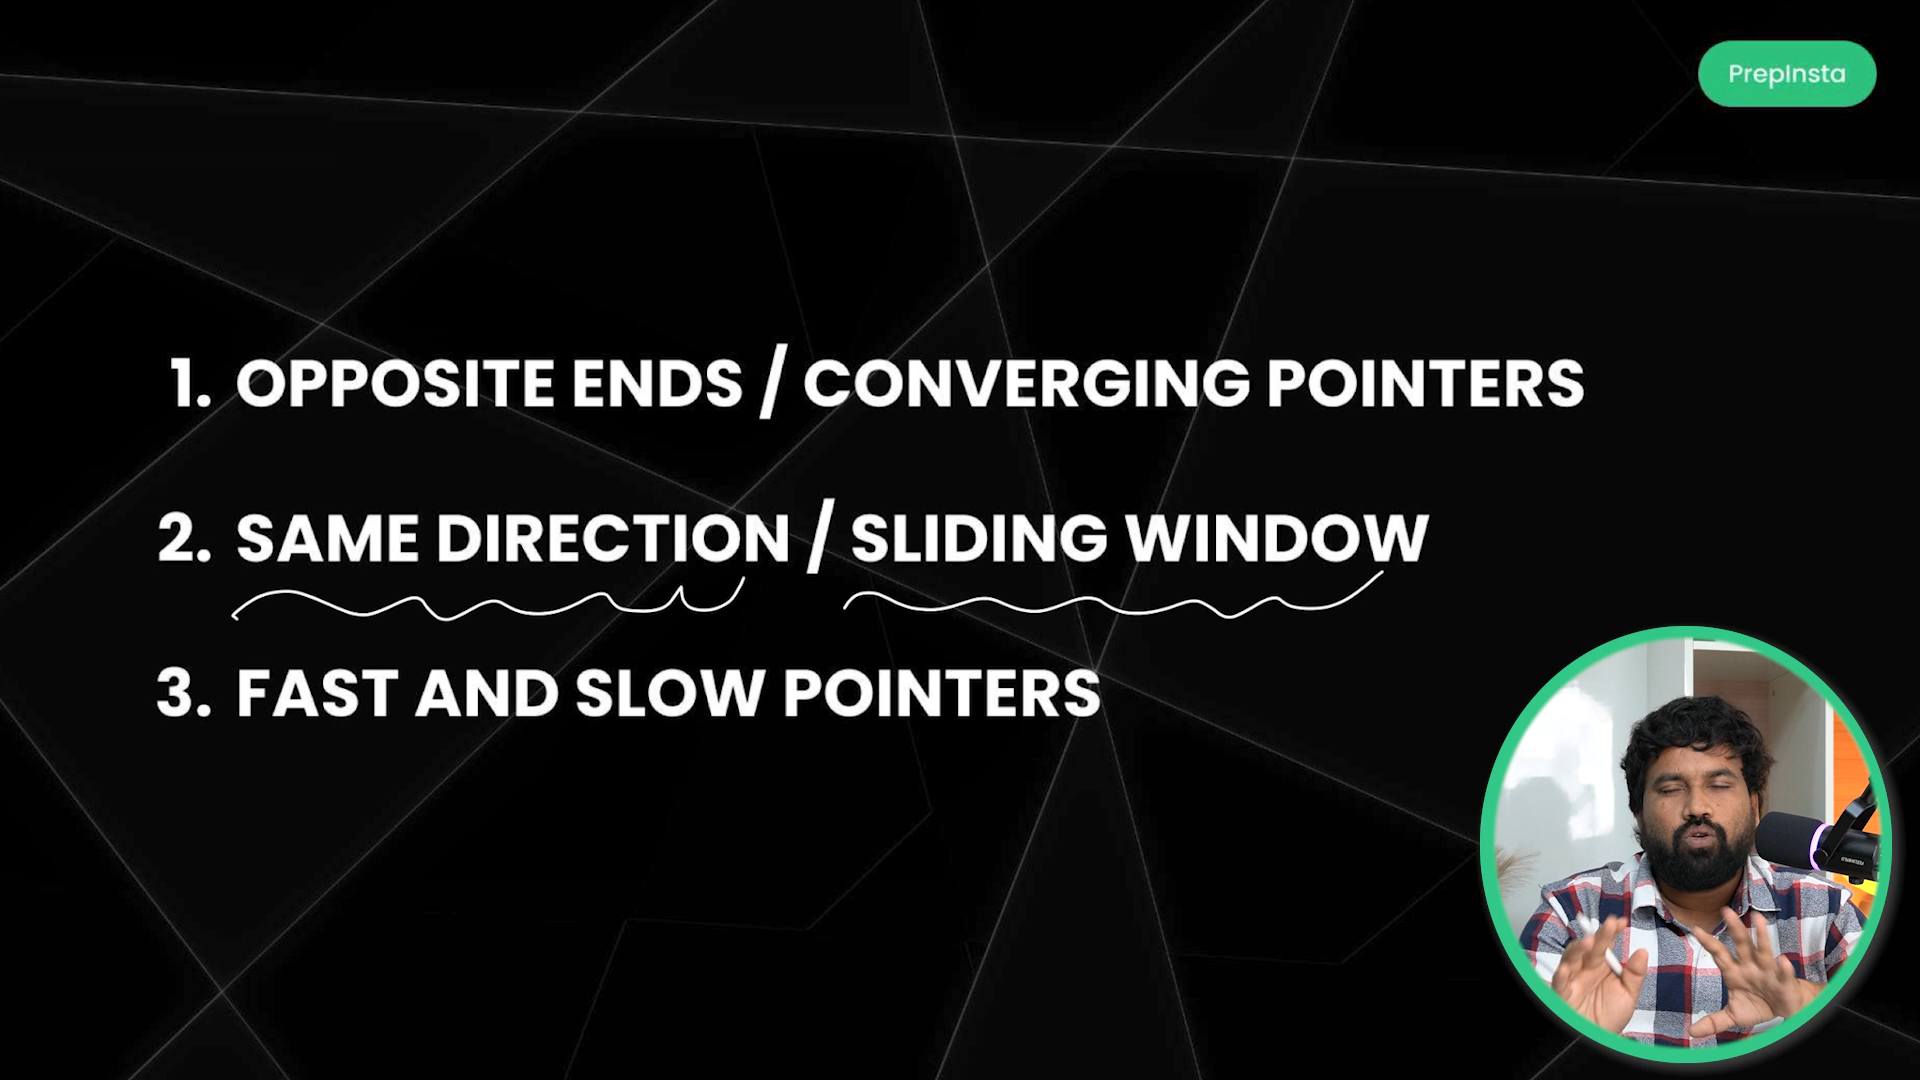 PrepInsta
1. OPPOSITE ENDS / CONVERGING POINTERS
2. SAME DIRECTION / SLIDING WINDOW
3. FAST AND SLOW POINTERS